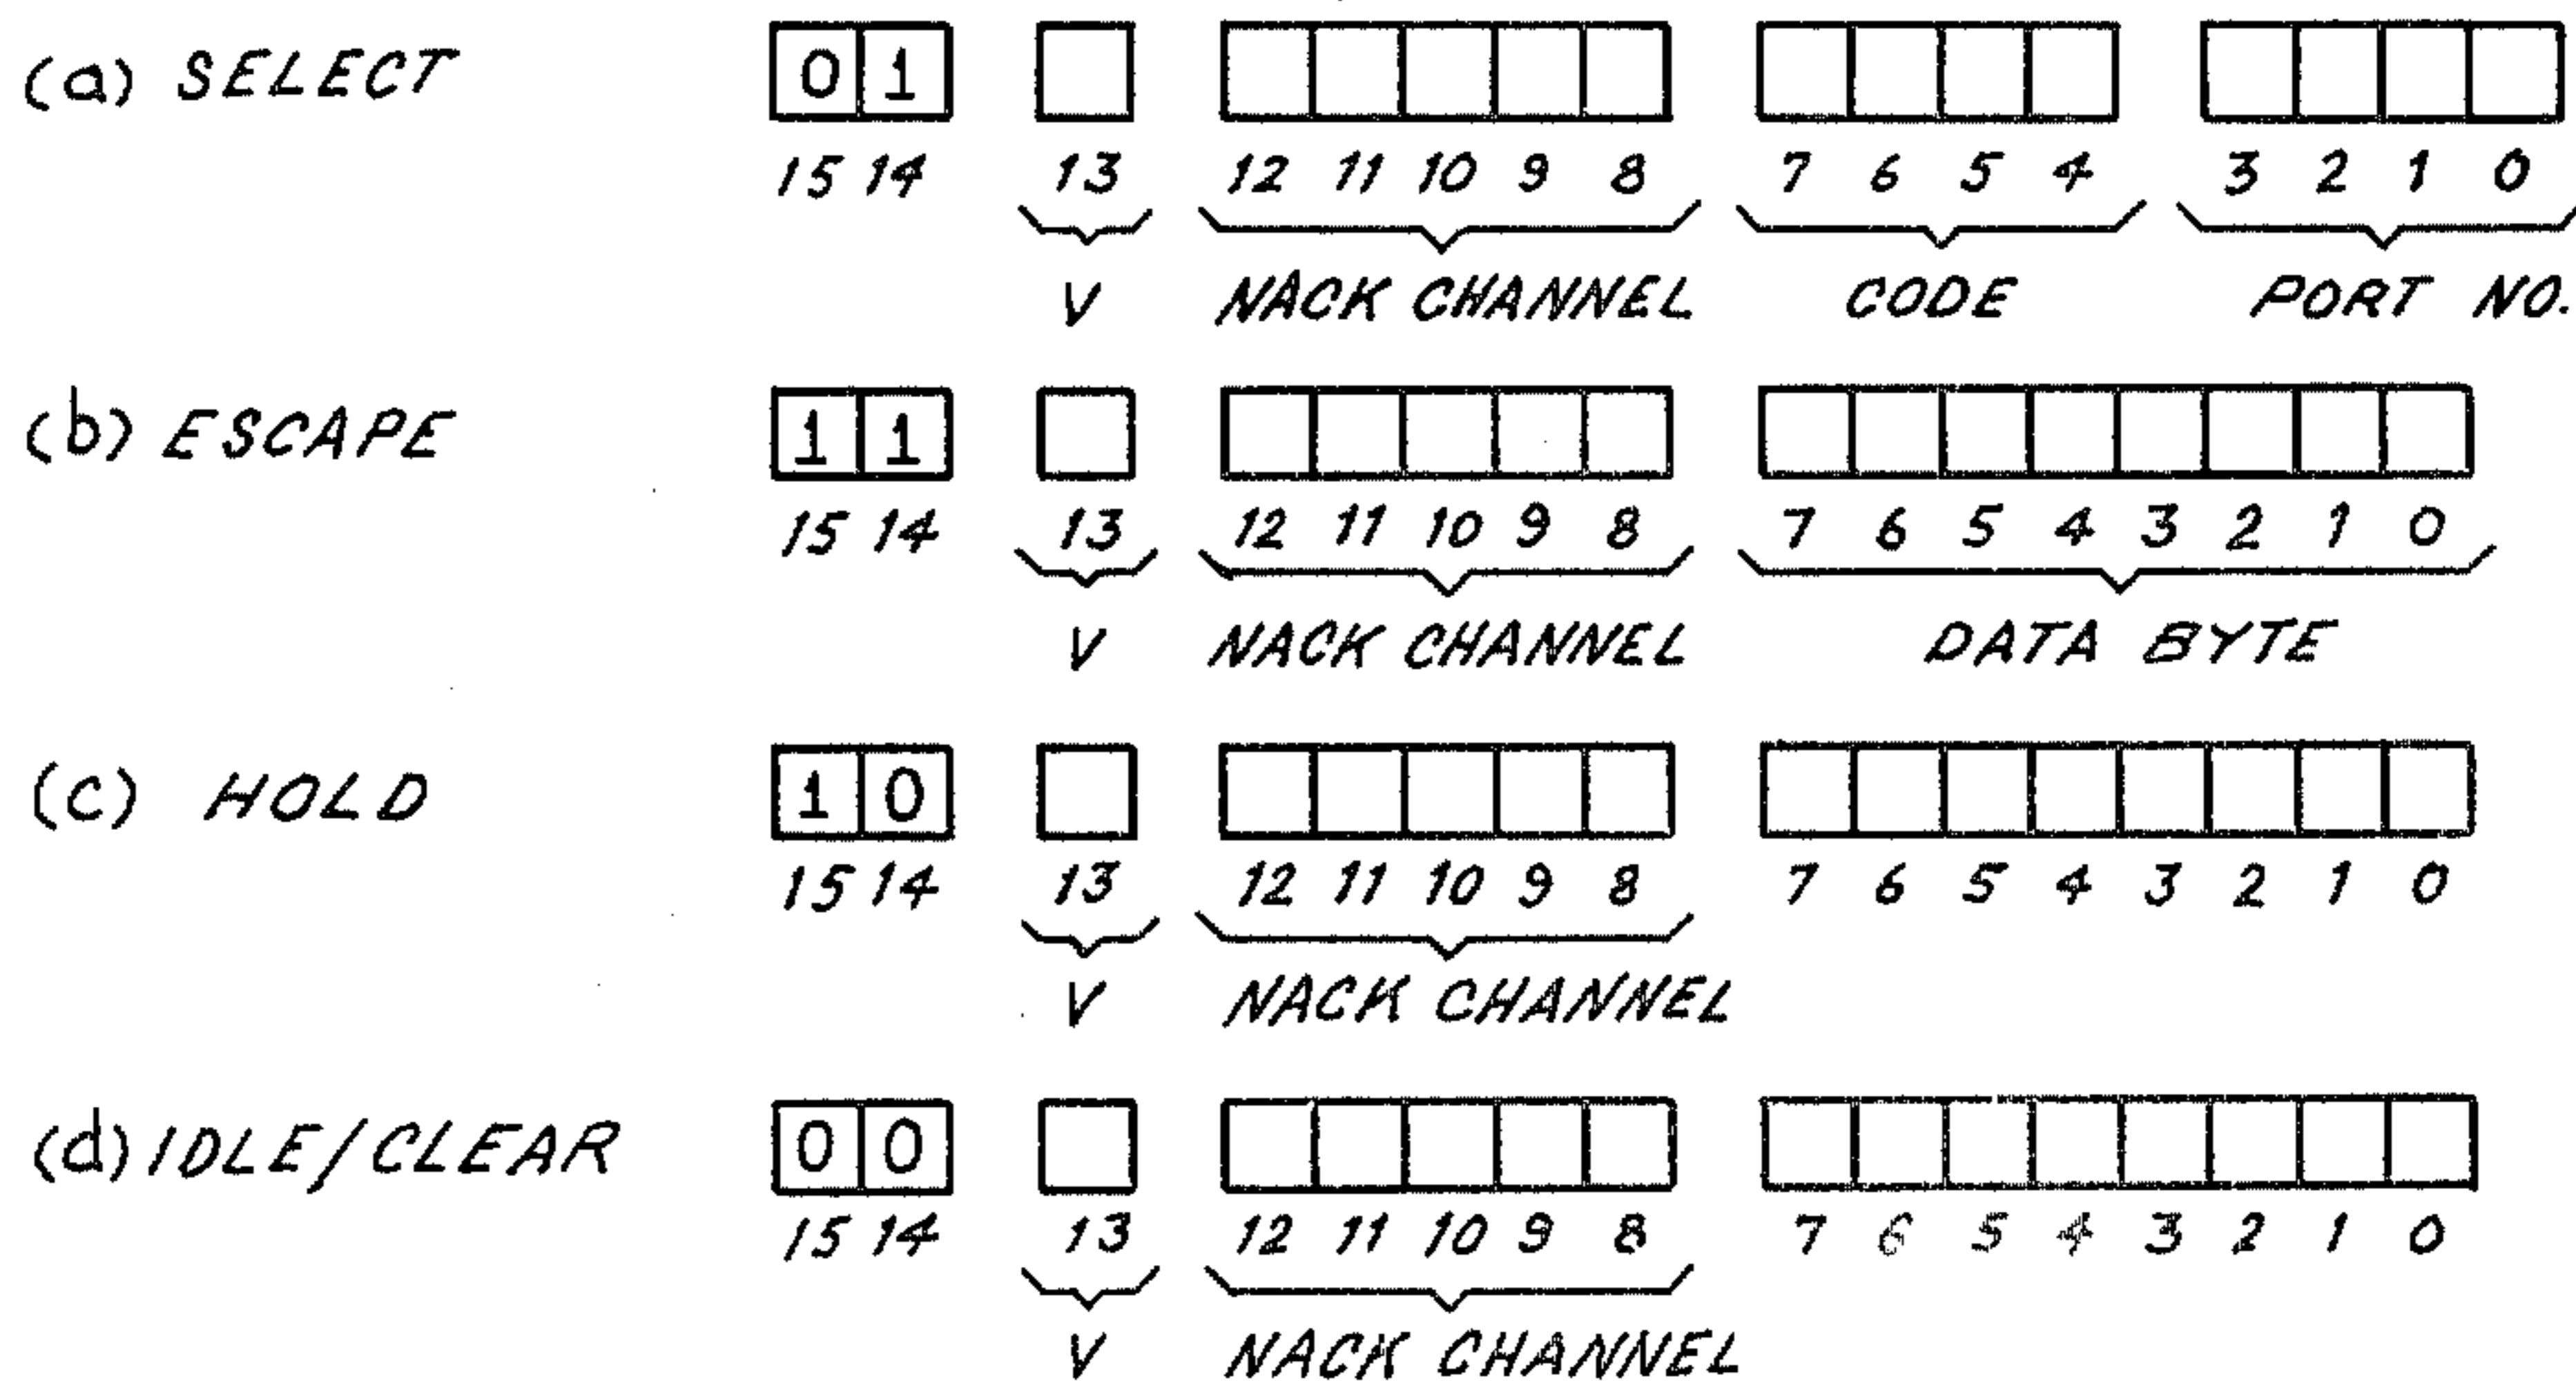 (a) SELECT 0 1
15 14 13 12 11 10 9 8 7 6 5 4 3 2 1 0
V NACK CHANNEL CODE PORT NO.
(b) ESCAPE 1 1
15 14 13 12 11 10 9 8 7 6 5 4 3 2 1 0
V NACK CHANNEL DATA BYTE
(c) HOLD 1 0
15 14 13 12 11 10 9 8 7 6 5 4 3 2 1 0
V NACK CHANNEL
(d) IDLE/CLEAR 0 0
15 14 13 12 11 10 9 8 7 6 5 4 3 2 1 0
V NACK CHANNEL